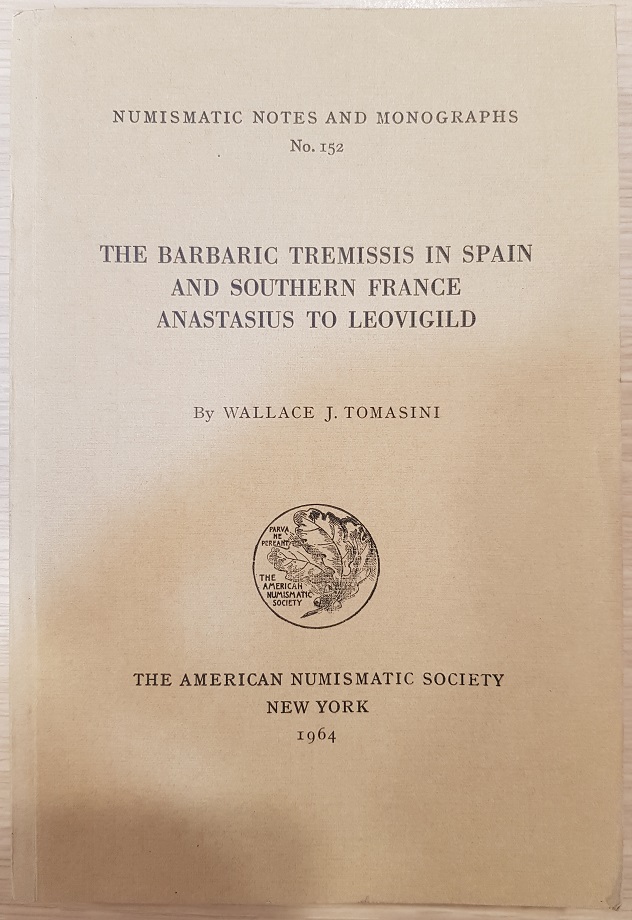 NUMISMATIC NOTES AND MONOGRAPHS
No. 152
THE BARBARIC TREMISSIS IN SPAIN
AND SOUTHERN FRANCE
ANASTASIUS TO LEOVIGILD
By WALLACE J. TOMASINI
PARVA
NE
PEREANT
THE
AMERICAN
NUMISMATIC
SOCIETY
THE AMERICAN NUMISMATIC SOCIETY
NEW YORK
1964